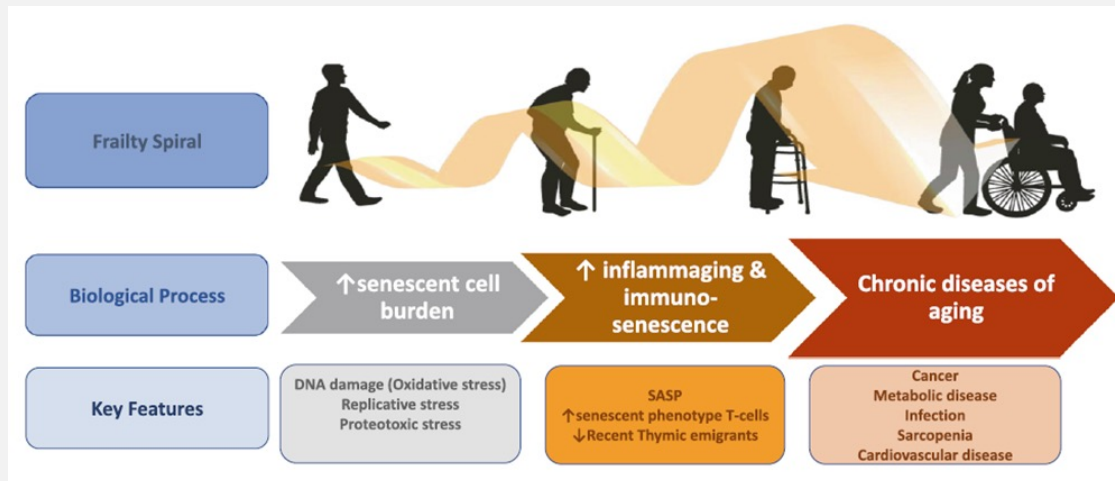 Frailty Spiral
Biological Process
↑senescent cell
burden
↑ inflammaging &
immuno-
senescence
Chronic diseases of
aging
Key Features
DNA damage (Oxidative stress)
Replicative stress
Proteotoxic stress
SASP
↑senescent phenotype T-cells
↓Recent Thymic emigrants
Cancer
Metabolic disease
Infection
Sarcopenia
Cardiovascular disease